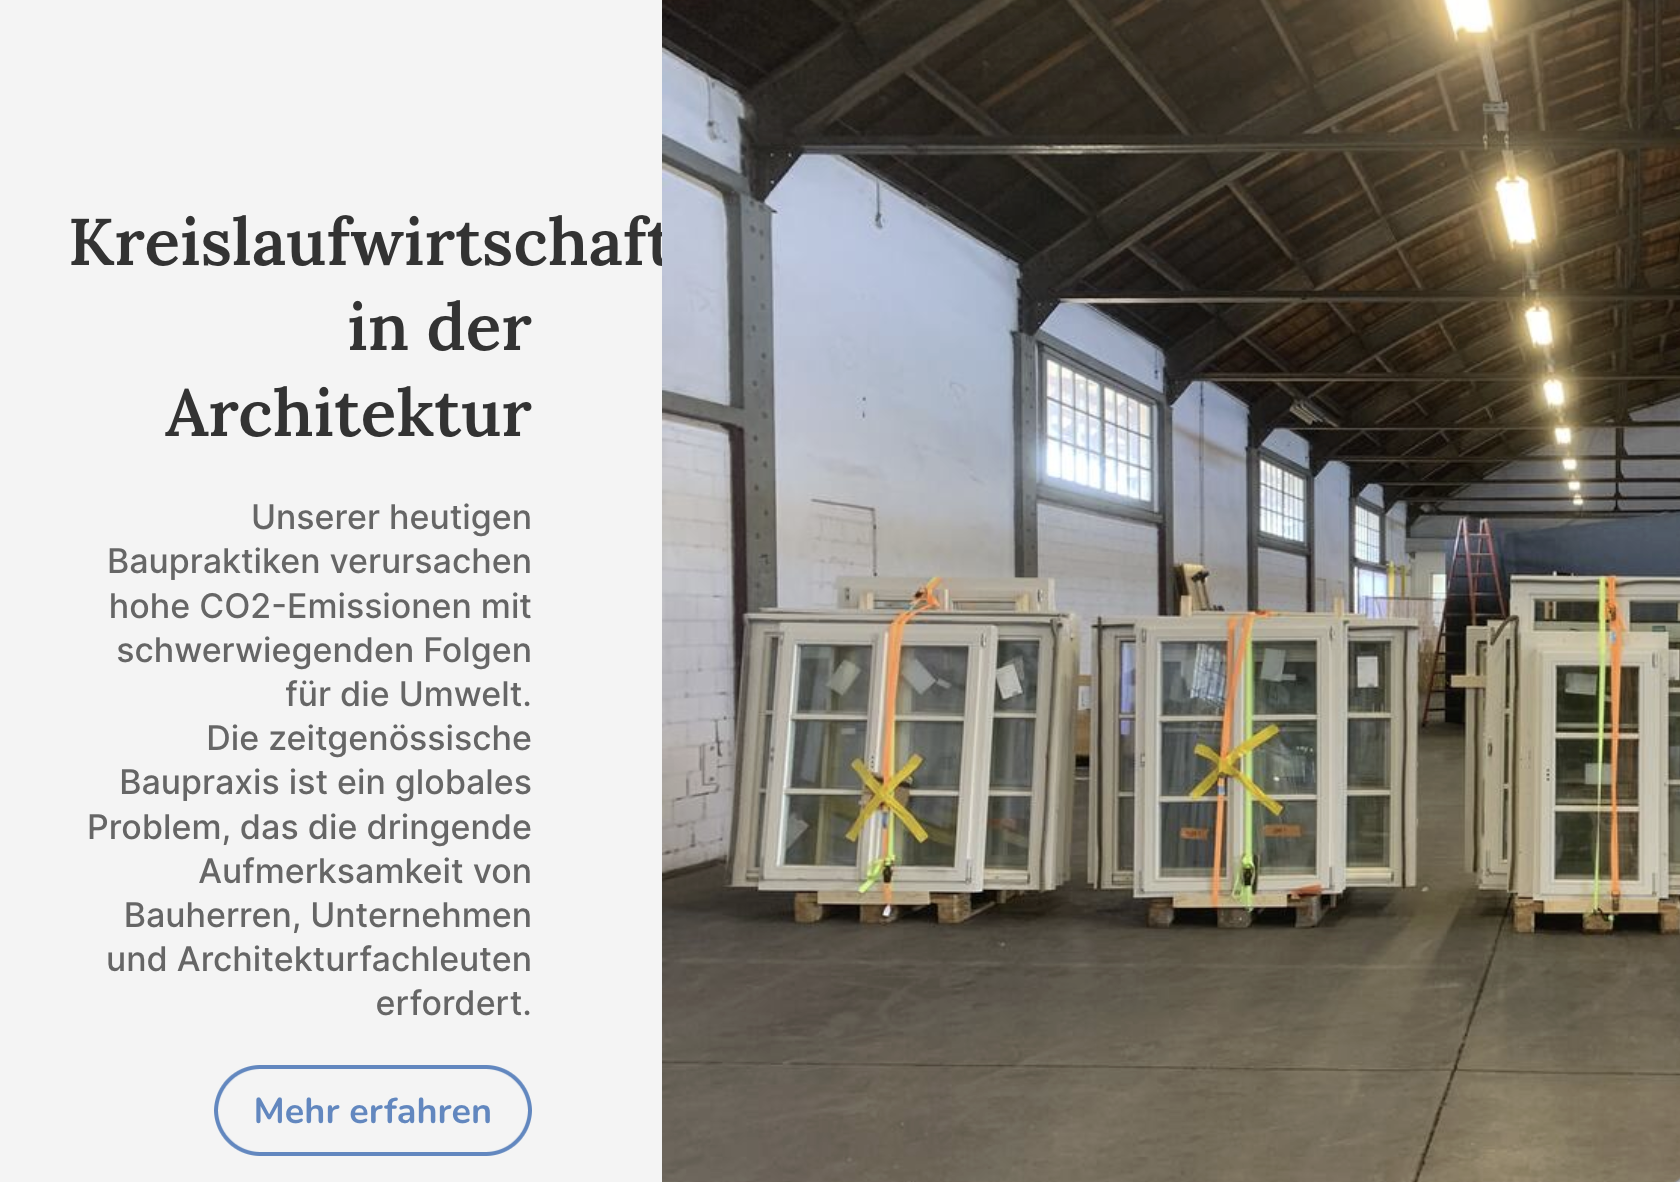 Kreislaufwirtschaft
in der
Architektur
Unserer heutigen
Baupraktiken verursachen
hohe CO2-Emissionen mit
schwerwiegenden Folgen
für die Umwelt.
Die zeitgenössische
Baupraxis ist ein globales
Problem, das die dringende
Aufmerksamkeit von
Bauherren, Unternehmen
und Architekturfachleuten
erfordert.
Mehr erfahren